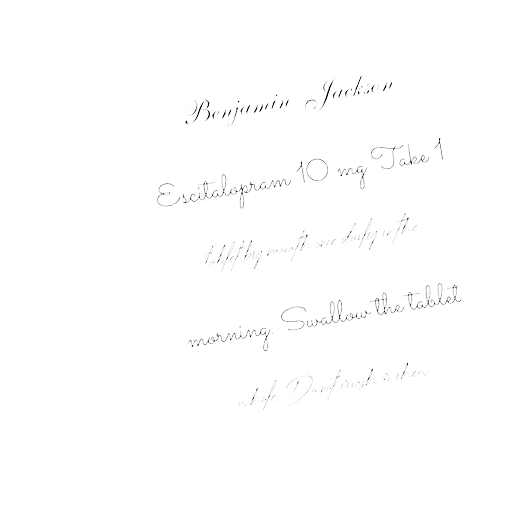 Benjamin Jackson
Escitalopram 10 mg Take 1
tablet by mouth once daily in the
morning. Swallow the tablet
whole. Do not crush or chew